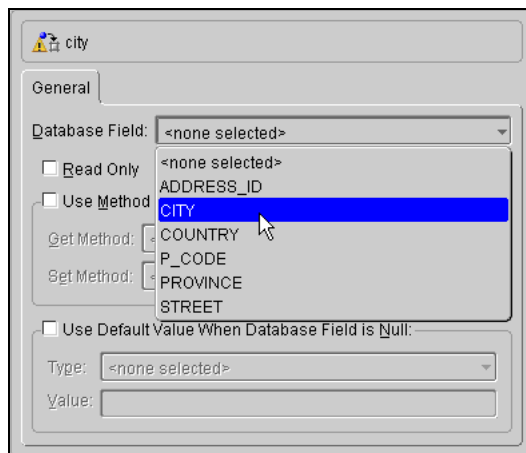 city
General
Database Field: <none selected>
Read Only
<none selected>
ADDRESS_ID
Use Method
CITY
Get Method:
COUNTRY
P_CODE
Set Method:
PROVINCE
STREET
Use Default Value When Database Field is Null:
Type: <none selected>
Value: